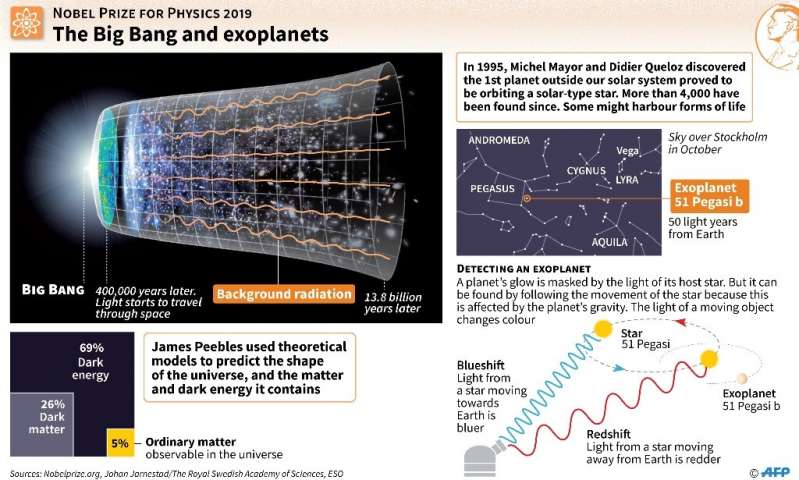 NOBEL PRIZE FOR PHYSICS 2019
The Big Bang and exoplanets
BIG BANG
400,000 years later.
Light starts to travel
through space
Background radiation
13.8 billion
years later
69%
Dark
energy
26%
Dark
matter
5%
Ordinary matter
observable in the universe
James Peebles used theoretical
models to predict the shape
of the universe, and the matter
and dark energy it contains
In 1995, Michel Mayor and Didier Queloz discovered
the 1st planet outside our solar system proved to
be orbiting a solar-type star. More than 4,000 have
been found since. Some might harbour forms of life
ANDROMEDA
Vega
CYGNUS
LYRA
PEGASUS
AQUILA
Sky over Stockholm
in October
Exoplanet
51 Pegasi b
50 light years
from Earth
DETECTING AN EXOPLANET
A planet's glow is masked by the light of its host star. But it can
be found by following the movement of the star because this
is affected by the planet's gravity. The light of a moving object
changes colour
Star
51 Pegasi
Blueshift
Light from
a star moving
towards
Earth is
bluer
Exoplanet
51 Pegasi b
Redshift
Light from a star moving
away from Earth is redder
Sources: Nobelprize.org, Johan Jarnestad/The Royal Swedish Academy of Sciences, ESO
© AFP